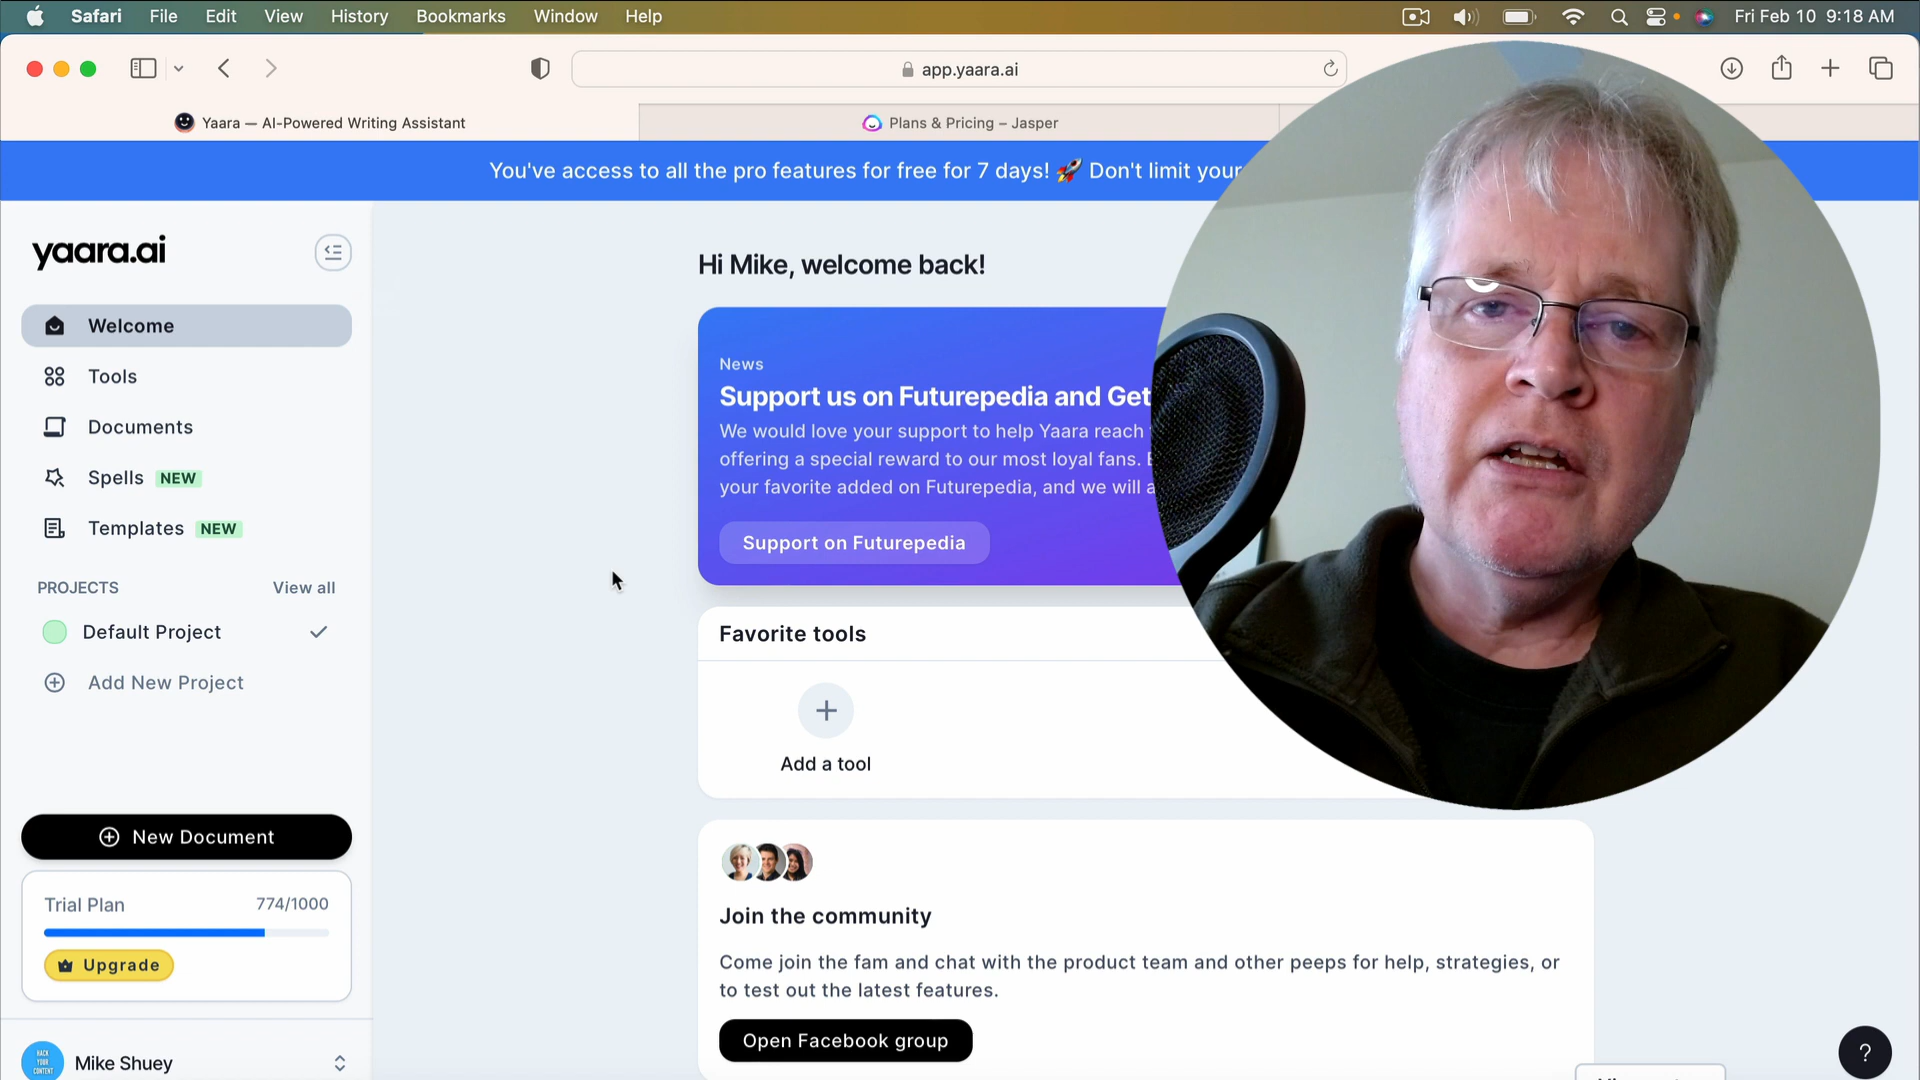 Safari File Edit View History Bookmarks Window Help Fri Feb 10 9:18 AM
app.yaara.ai
Yaara — AI-Powered Writing Assistant
Plans & Pricing – Jasper
You've access to all the pro features for free for 7 days! 🚀 Don't limit your
yaara.ai
Welcome
Tools
Documents
Spells NEW
Templates NEW
PROJECTS View all
Default Project
Add New Project
New Document
Trial Plan 774/1000
Upgrade
HACK
YOUR
CONTENT
Mike Shuey
Hi Mike, welcome back!
News
Support us on Futurepedia and Get
We would love your support to help Yaara reach
offering a special reward to our most loyal fans.
your favorite added on Futurepedia, and we will a
Support on Futurepedia
Favorite tools
Add a tool
Join the community
Come join the fam and chat with the product team and other peeps for help, strategies, or
to test out the latest features.
Open Facebook group
?